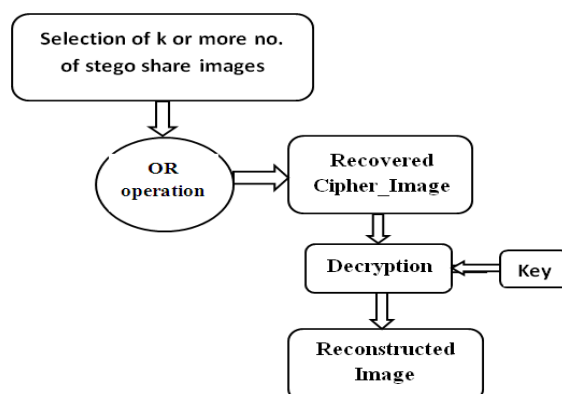 Selection of k or more no.
of stego share images
OR
operation
Recovered
Cipher_Image
Decryption
Key
Reconstructed
Image